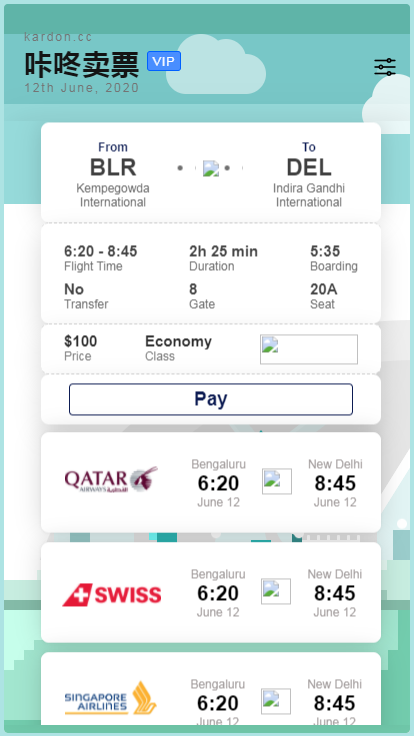 kardon.cc
咔咚卖票 VIP
12th June, 2020
From To
BLR DEL
Kempegowda Indira Gandhi
International International
6:20 - 8:45 2h 25 min 5:35
Flight Time Duration Boarding
No 8 20A
Transfer Gate Seat
$100 Economy
Price Class
Pay
Bengaluru New Delhi
QATAR 6:20 8:45
AIRWAYS القطرية
June 12 June 12
Bengaluru New Delhi
SWISS 6:20 8:45
June 12 June 12
Bengaluru New Delhi
SINGAPORE 6:20 8:45
AIRLINES
June 12 June 12